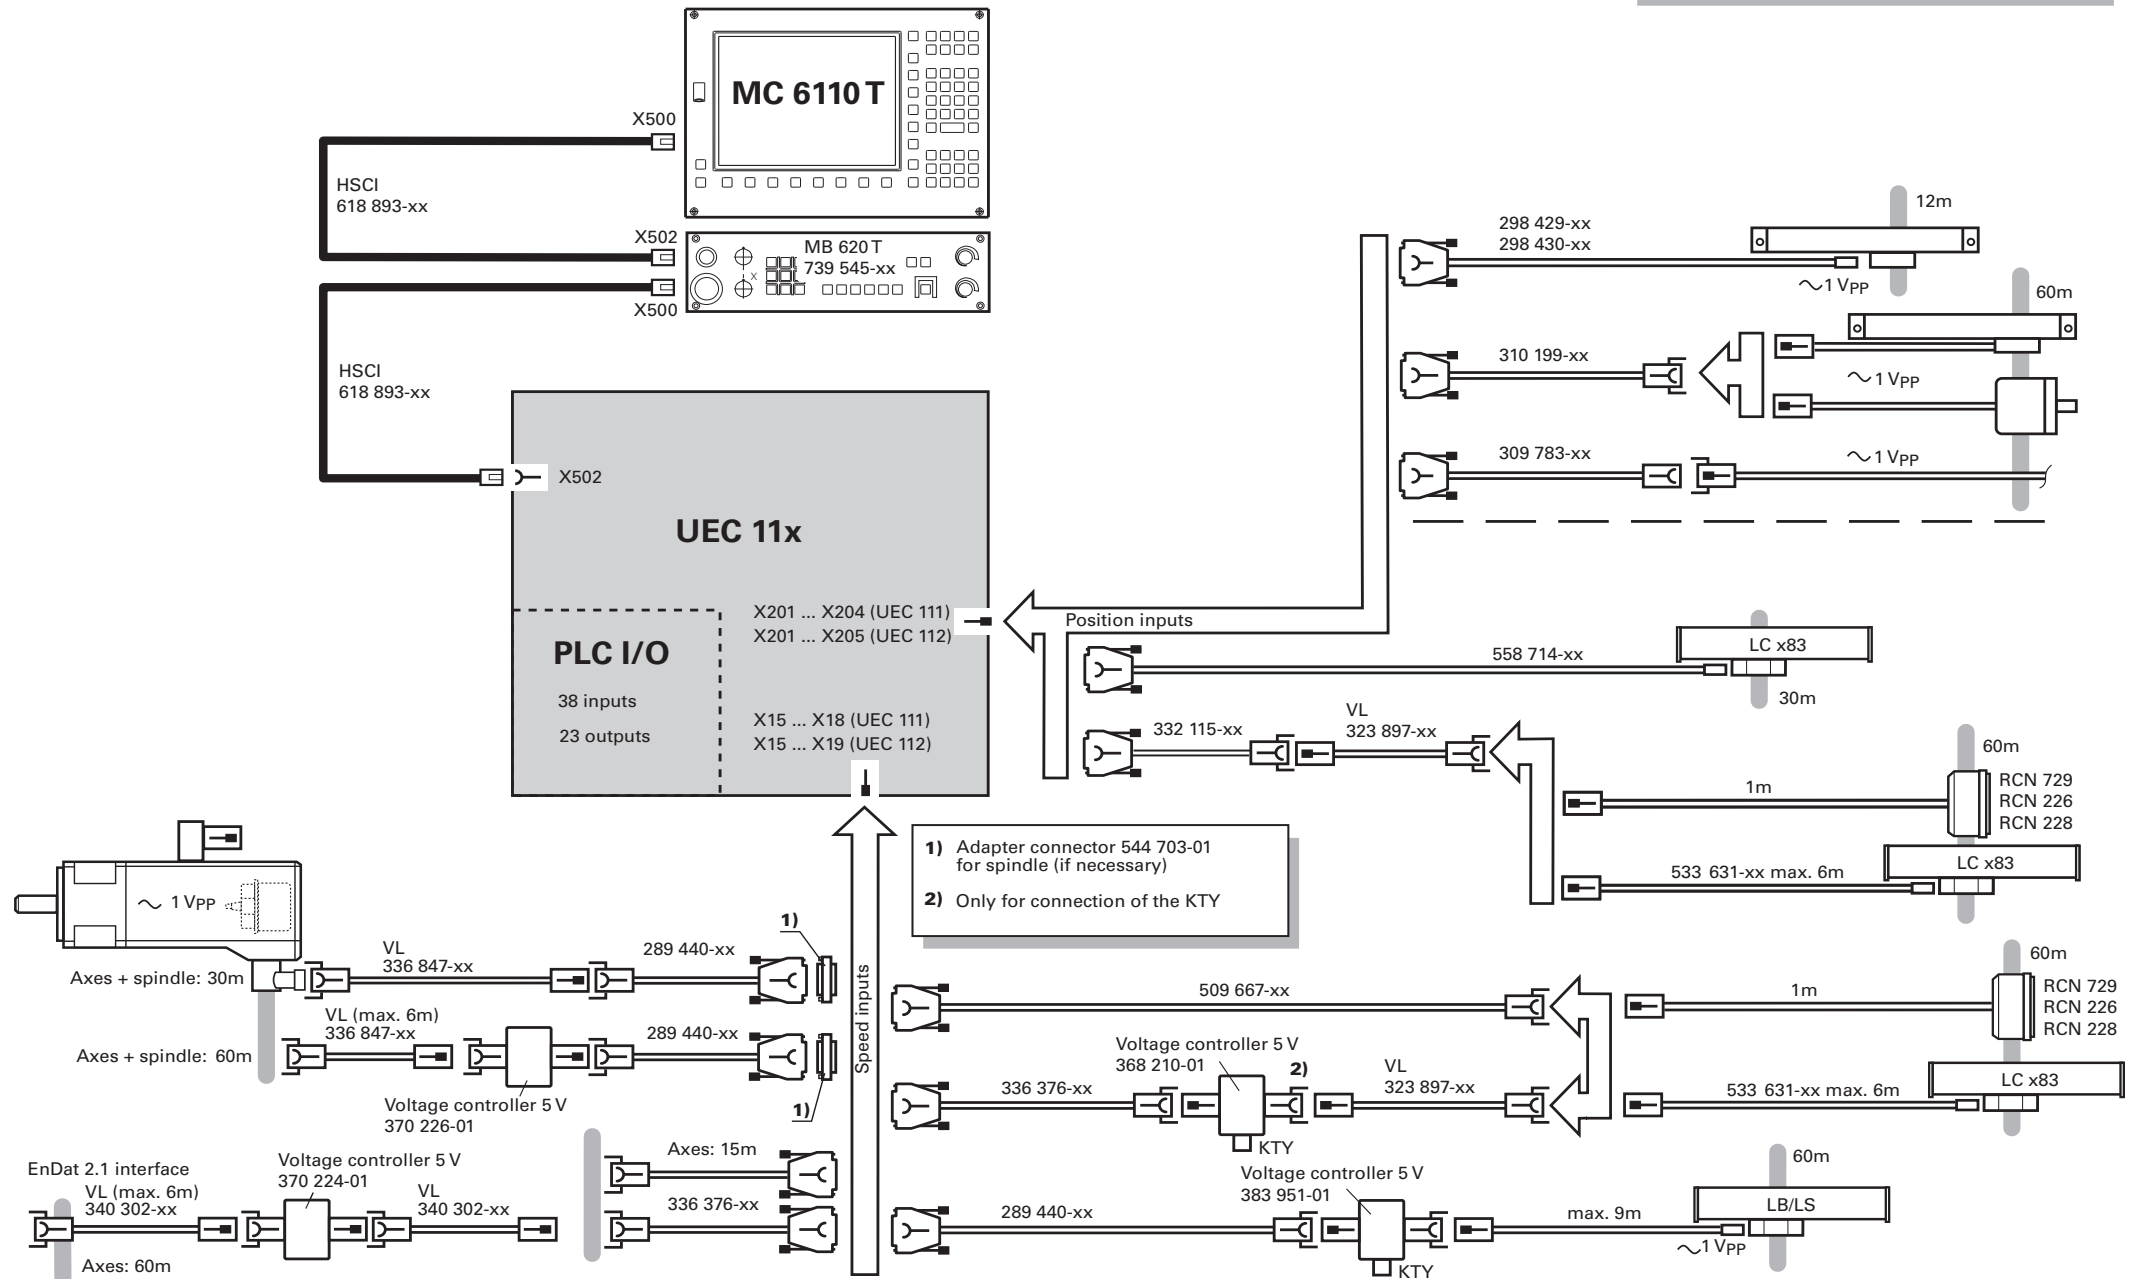 MC 6110 T
X500
HSCI
618 893-xx
X502
MB 620 T
739 545-xx
X
X500
HSCI
618 893-xx
X502
UEC 11x
X201 ... X204 (UEC 111)
X201 ... X205 (UEC 112)
PLC I/O
38 inputs
23 outputs
X15 ... X18 (UEC 111)
X15 ... X19 (UEC 112)
298 429-xx
298 430-xx
12m
~ 1 VPP
60m
310 199-xx
~ 1 VPP
309 783-xx
~ 1 VPP
Position inputs
558 714-xx
LC x83
30m
332 115-xx
VL
323 897-xx
60m
1m
RCN 729
RCN 226
RCN 228
533 631-xx max. 6m
LC x83
1) Adapter connector 544 703-01
for spindle (if necessary)
2) Only for connection of the KTY
~ 1 VPP
Axes + spindle: 30m
VL
336 847-xx
289 440-xx
1)
Axes + spindle: 60m
VL (max. 6m)
336 847-xx
Voltage controller 5 V
370 226-01
289 440-xx
1)
Speed inputs
EnDat 2.1 interface
VL (max. 6m)
340 302-xx
Axes: 60m
Voltage controller 5 V
370 224-01
VL
340 302-xx
Axes: 15m
336 376-xx
509 667-xx
60m
1m
RCN 729
RCN 226
RCN 228
336 376-xx
Voltage controller 5 V
368 210-01
2)
KTY
VL
323 897-xx
533 631-xx max. 6m
LC x83
289 440-xx
Voltage controller 5 V
383 951-01
KTY
max. 9m
60m
LB/LS
~ 1 VPP